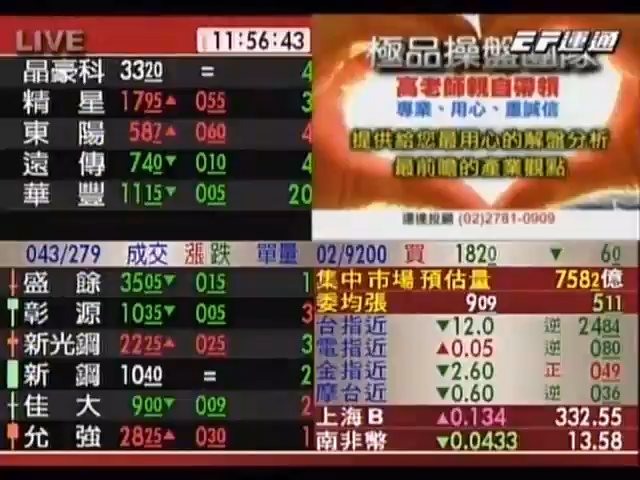 LIVE 11:56:43
晶豪科 3320 = 4
精星 1795▲ 055 3
東陽 587▲ 060 4
遠傳 740▼ 010 4
華豐 1115▼ 005 20
極品操盤團隊
CF運通
高老師親自帶領
專業、用心、重誠信
提供給您最用心的解盤分析
最前瞻的產業觀點
運達投顧 (02)2781-0909
043/279 成交 漲跌 單量
盛餘 3505▼ 015 1
彰源 1035▼ 005 3
新光鋼 2225▲ 025 3
新鋼 1040 = 2
佳大 900▼ 009 2
允強 2825▲ 030 1
02/9200 買 1820 ▼ 60
集中市場預估量 7582億
委均張 909 511
台指近 ▼12.0 逆 2484
電指近 ▲0.05 逆 080
金指近 ▼2.60 正 049
摩台近 ▼0.60 逆 036
上海B ▲0.134 332.55
南非幣 ▼0.0433 13.58